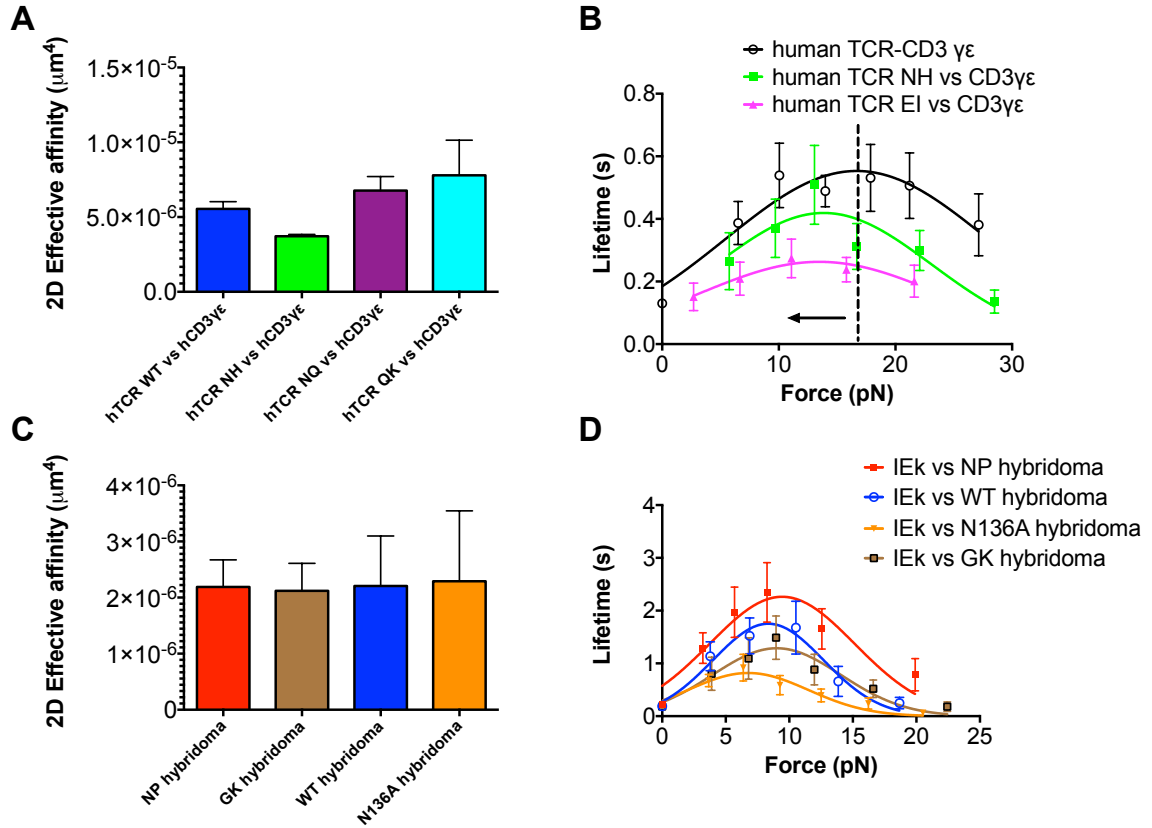 A
2D Effective affinity (μm⁴)
1.5×10⁻⁵
1.0×10⁻⁵
5.0×10⁻⁶
0.0
hTCR WT vs hCD3γε
hTCR NH vs hCD3γε
hTCR NQ vs hCD3γε
hTCR QK vs hCD3γε
B
human TCR-CD3 γε
human TCR NH vs CD3γε
human TCR EI vs CD3γε
Lifetime (s)
0.8
0.6
0.4
0.2
0.0
0
10
20
30
Force (pN)
C
2D Effective affinity (μm⁴)
4×10⁻⁶
3×10⁻⁶
2×10⁻⁶
1×10⁻⁶
0
NP hybridoma
GK hybridoma
WT hybridoma
N136A hybridoma
D
IEk vs NP hybridoma
IEk vs WT hybridoma
IEk vs N136A hybridoma
IEk vs GK hybridoma
Lifetime (s)
4
3
2
1
0
0
5
10
15
20
25
Force (pN)